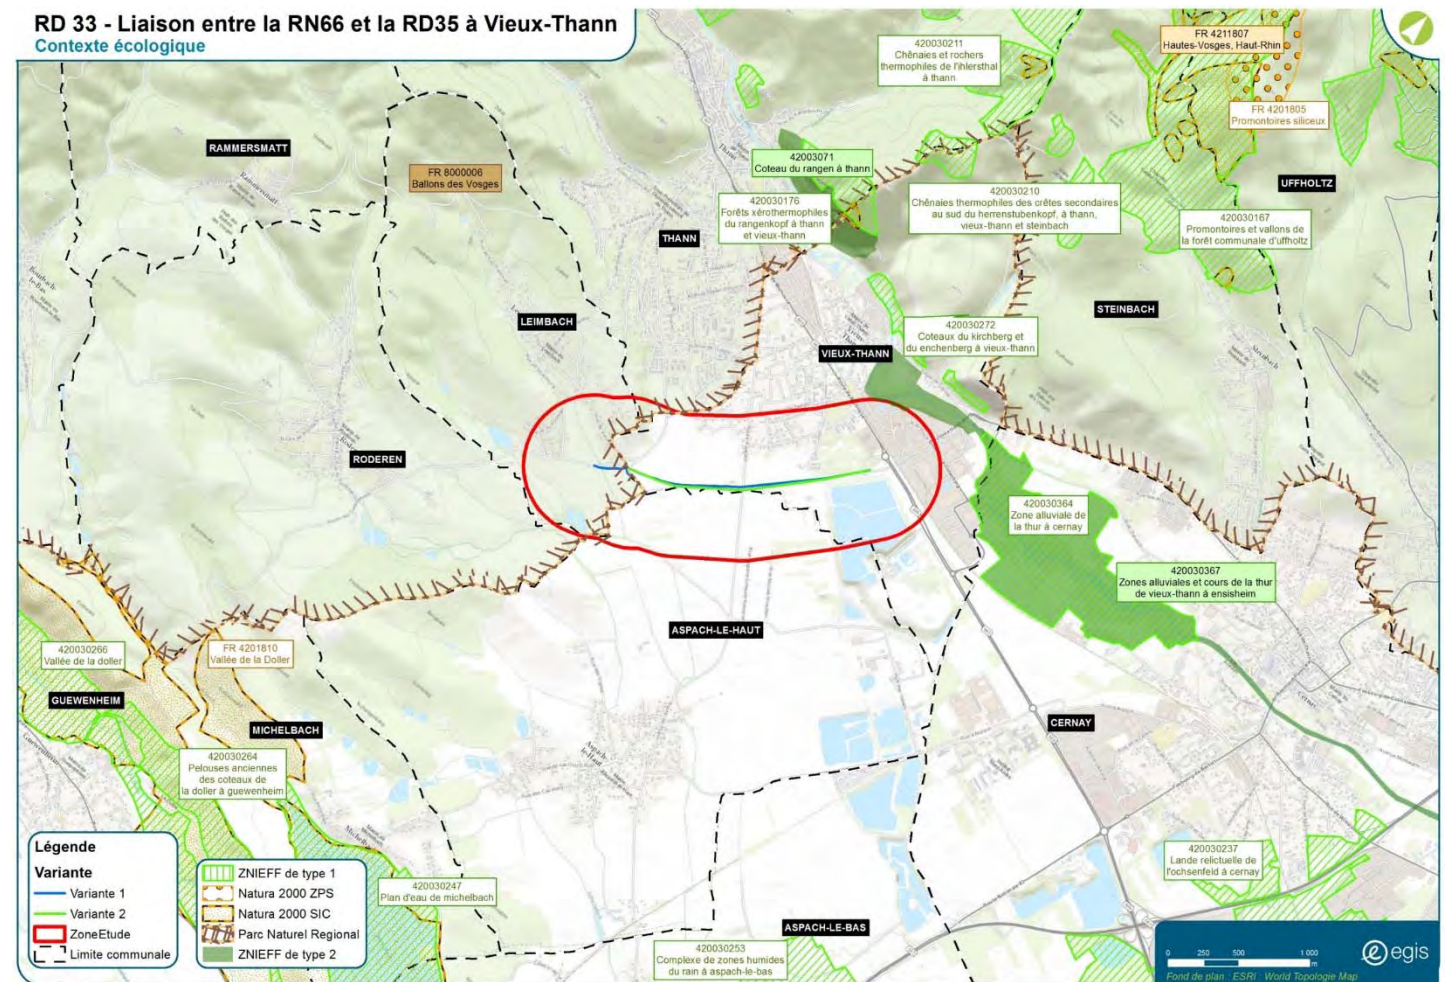 RD 33 - Liaison entre la RN66 et la RD35 à Vieux-Thann
Contexte écologique
420030211
Chênaies et rochers
thermophiles de l'ihlersthal
à thann
FR 4211807
Hautes-Vosges, Haut-Rhin
FR 4201805
Promontoires siliceux
RAMMERSMATT
FR 8000006
Ballons des Vosges
42003071
Coteau du rangen à thann
420030176
Forêts xérothermophiles
du rangenkopf à thann
et vieux-thann
420030210
Chênaies thermophiles des crêtes secondaires
au sud du herrenstubenkopf, à thann,
vieux-thann et steinbach
UFFHOLTZ
420030167
Promontoires et vallons de
la forêt communale d'uffholtz
THANN
LEIMBACH
STEINBACH
420030272
Coteaux du kirchberg et
du enchenberg à vieux-thann
VIEUX-THANN
RODEREN
420030364
Zone alluviale de
la thur à cernay
420030367
Zones alluviales et cours de la thur
de vieux-thann à ensisheim
ASPACH-LE-HAUT
420030266
Vallée de la doller
FR 4201810
Vallée de la Doller
GUEWENHEIM
MICHELBACH
CERNAY
420030264
Pelouses anciennes
des coteaux de
la doller à guewenheim
Aspach-
le-Haut
420030237
Lande relictuelle de
l'ochsenfeld à cernay
420030247
Plan d'eau de michelbach
ASPACH-LE-BAS
420030253
Complexe de zones humides
du rain à aspach-le-bas
Légende
Variante
Variante 1
Variante 2
ZoneEtude
Limite communale
ZNIEFF de type 1
Natura 2000 ZPS
Natura 2000 SIC
Parc Naturel Regional
ZNIEFF de type 2
0 250 500 1 000
m
egis
Fond de plan : ESRI : World Topologie Map